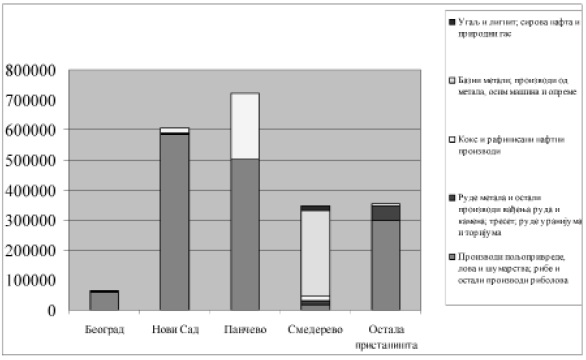 800000
700000
600000
500000
400000
300000
200000
100000
0
Београд
Нови Сад
Панчево
Смедерево
Остала
пристаништа
Угаљ и лигнит; сирова нафта и
природни гас
Базни метали; производи од
метала, осим машина и опреме
Кокс и рафинисани нафтни
производи
Руде метала и остали
производи вађења руда и
камена; тресет; руде уранијума
и торијума
Производи пољопривреде,
лова и шумарства; рибе и
остали производи риболова